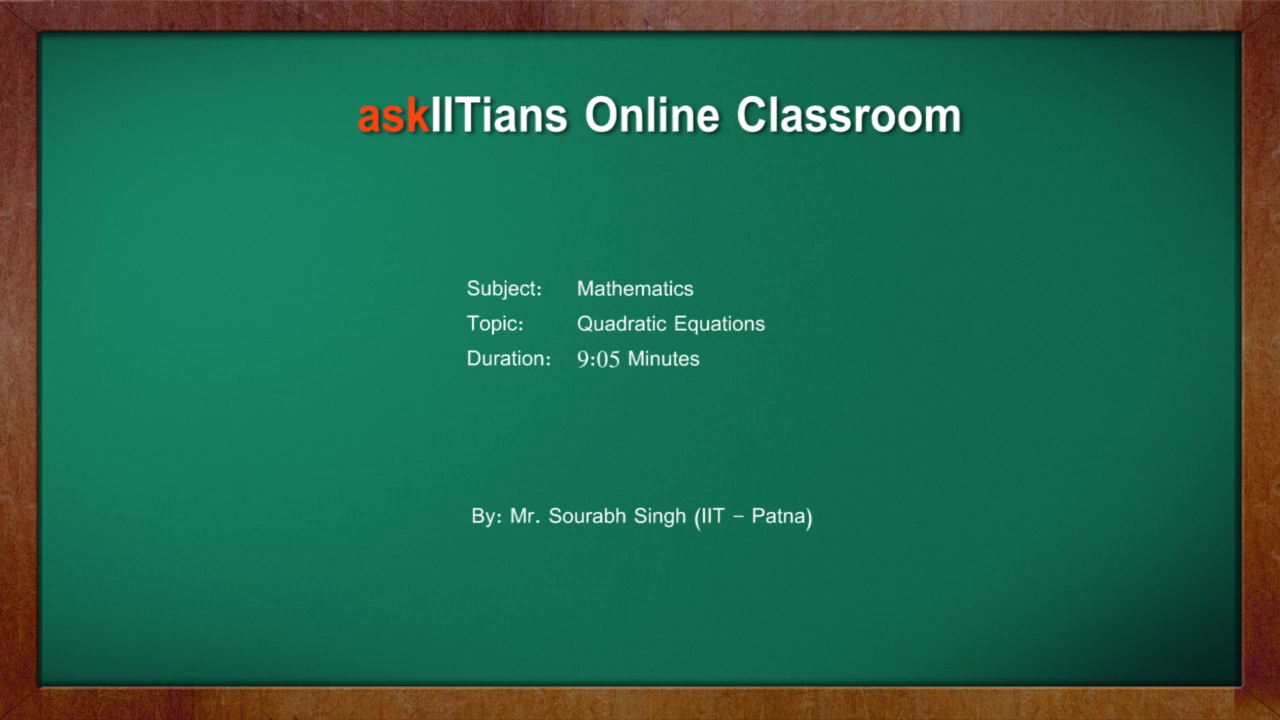 askIITians Online Classroom
Subject: Mathematics
Topic: Quadratic Equations
Duration: 9:05 Minutes
By: Mr. Sourabh Singh (IIT - Patna)